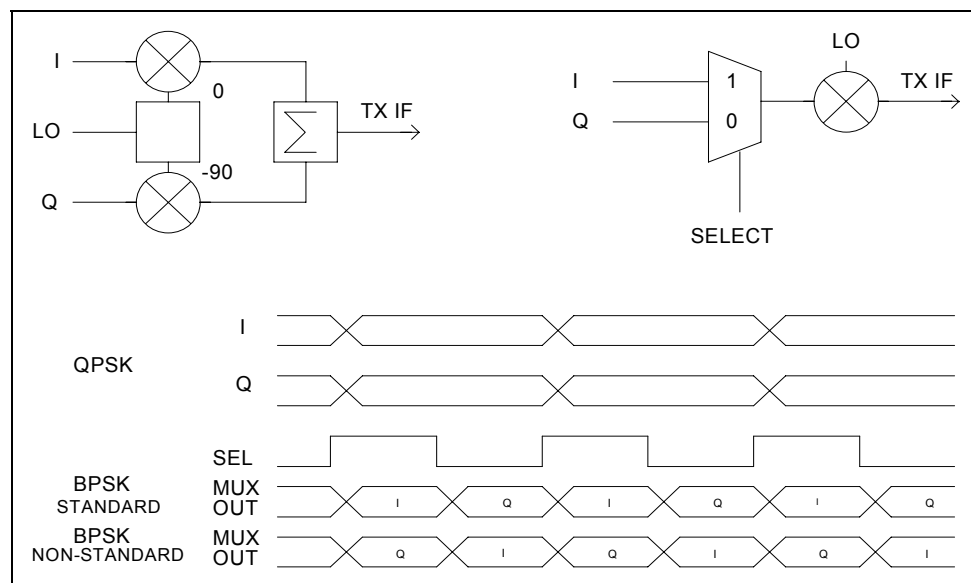 I
0
TX IF
LO
-90
Q
LO
I
1
TX IF
Q
0
SELECT
I
QPSK
Q
SEL
BPSK
STANDARD
MUX
OUT
I Q I Q I Q
BPSK
NON-STANDARD
MUX
OUT
Q I Q I Q I